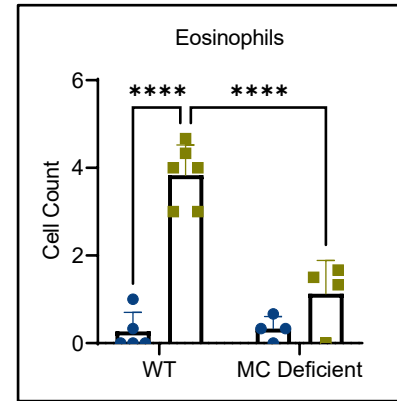 Eosinophils
**** ****
6
4
2
0
Cell Count
WT MC Deficient